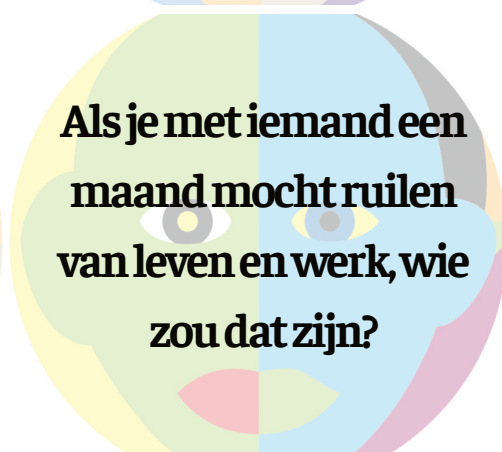 Als je met iemand een
maand mocht ruilen
van leven en werk, wie
zou dat zijn?